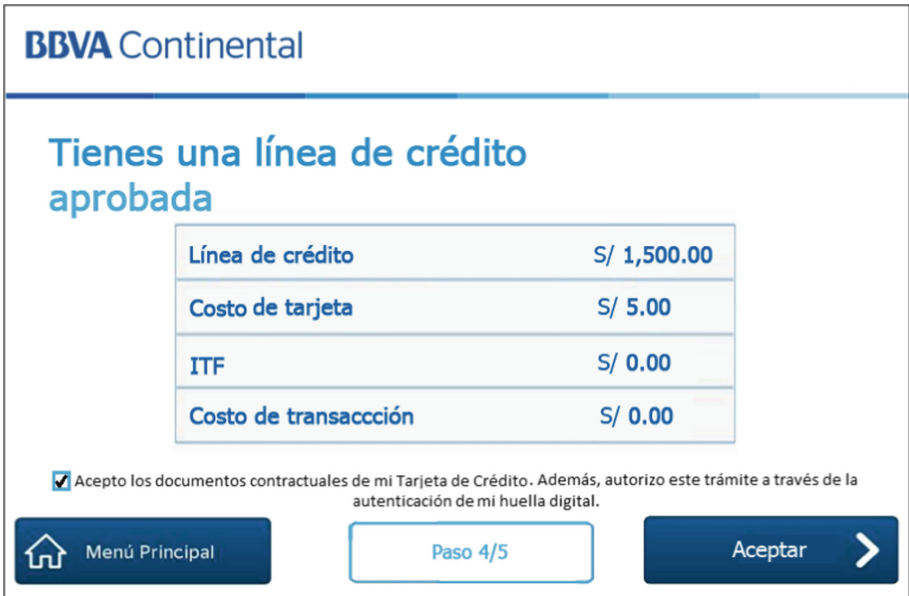 BBVA Continental
Tienes una línea de crédito
aprobada
Línea de crédito S/ 1,500.00
Costo de tarjeta S/ 5.00
ITF S/ 0.00
Costo de transaccción S/ 0.00
Acepto los documentos contractuales de mi Tarjeta de Crédito. Además, autorizo este trámite a través de la
autenticación de mi huella digital.
Menú Principal Paso 4/5 Aceptar